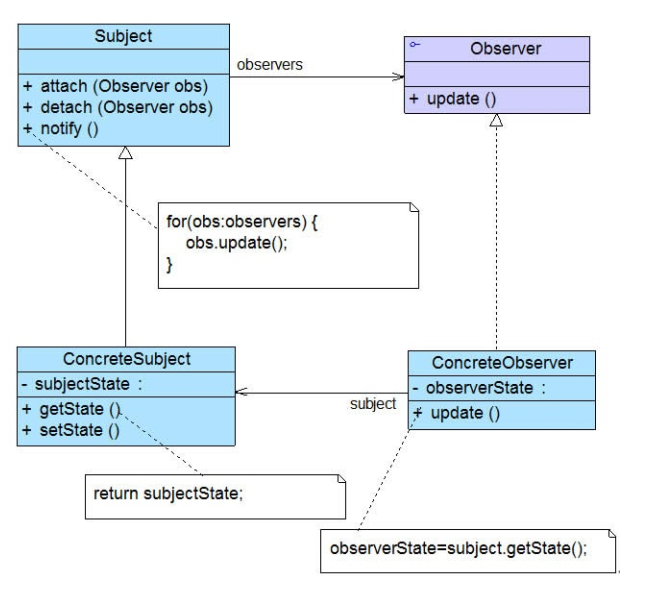 Subject
+ attach (Observer obs)
+ detach (Observer obs)
+ notify ()
observers
Observer
+ update ()
for(obs:observers) {
obs.update();
}
ConcreteSubject
- subjectState :
+ getState ()
+ setState ()
subject
ConcreteObserver
- observerState :
+ update ()
return subjectState;
observerState=subject.getState();